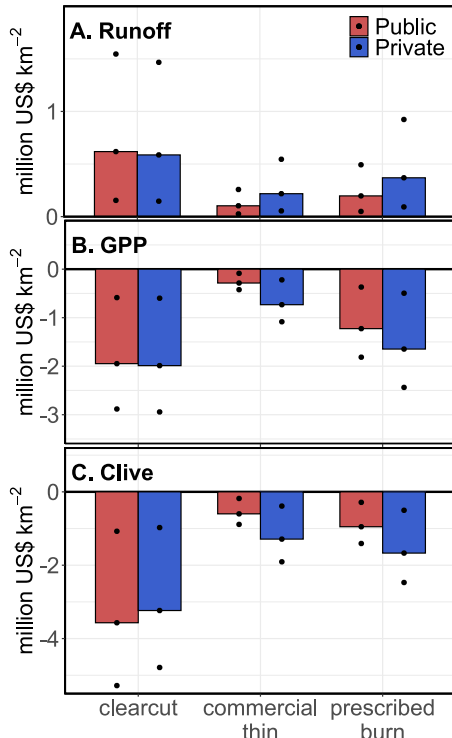 A. Runoff
Public
Private
million US$ km⁻²
1
0
B. GPP
million US$ km⁻²
0
-1
-2
-3
C. Clive
million US$ km⁻²
0
-2
-4
clearcut
commercial thin
prescribed burn